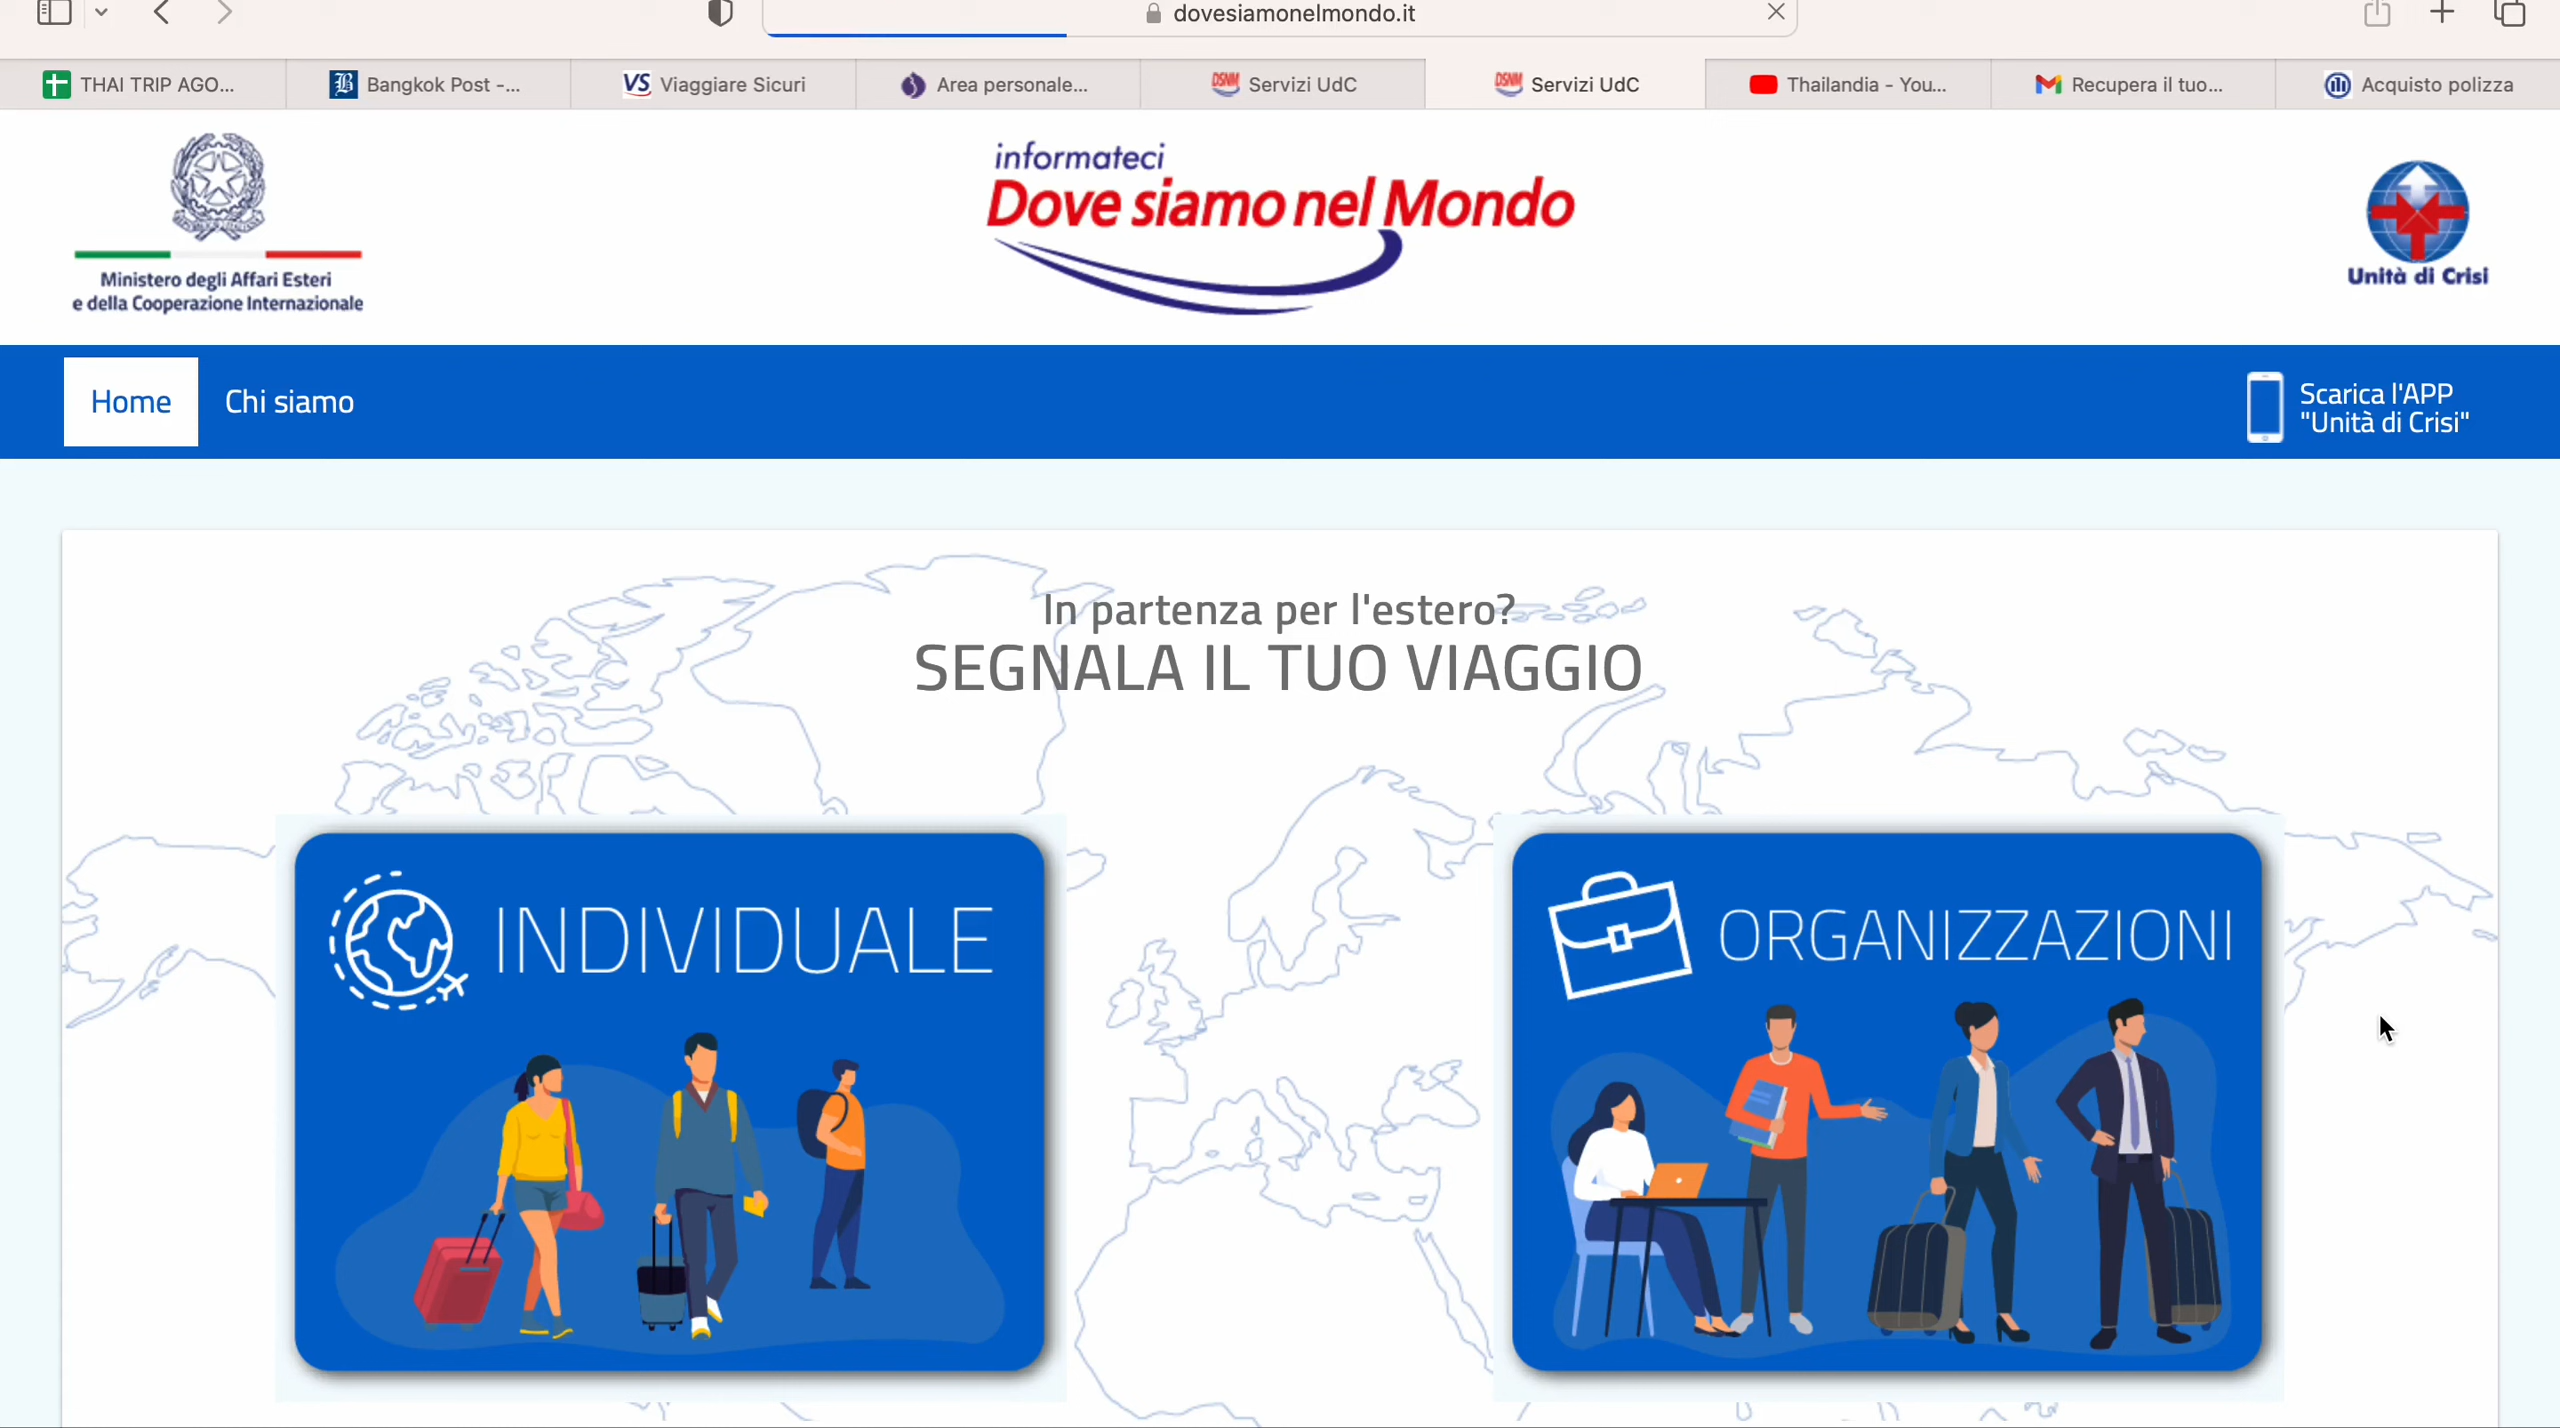 dovesiamonelmondo.it
THAI TRIP AGO...
Bangkok Post -...
VS Viaggiare Sicuri
Area personale...
DSNM Servizi UdC
DSNM Servizi UdC
Thailandia - You...
Recupera il tuo...
Acquisto polizza
Ministero degli Affari Esteri
e della Cooperazione Internazionale
informateci
Dove siamo nel Mondo
Unità di Crisi
Home
Chi siamo
Scarica l'APP
"Unità di Crisi"
In partenza per l'estero?
SEGNALA IL TUO VIAGGIO
INDIVIDUALE
ORGANIZZAZIONI